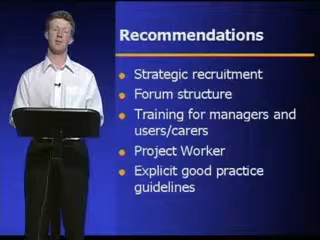 Recommendations
Strategic recruitment
Forum structure
Training for managers and
users/carers
Project Worker
Explicit good practice
guidelines